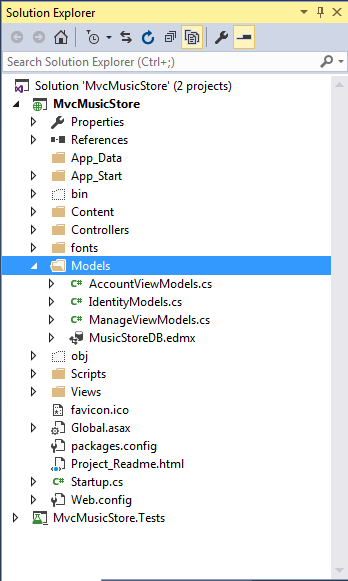 Solution Explorer
Search Solution Explorer (Ctrl+;)
Solution 'MvcMusicStore' (2 projects)
MvcMusicStore
Properties
References
App_Data
App_Start
bin
Content
Controllers
fonts
Models
C# AccountViewModels.cs
C# IdentityModels.cs
C# ManageViewModels.cs
MusicStoreDB.edmx
obj
Scripts
Views
favicon.ico
Global.asax
packages.config
Project_Readme.html
C# Startup.cs
Web.config
MvcMusicStore.Tests